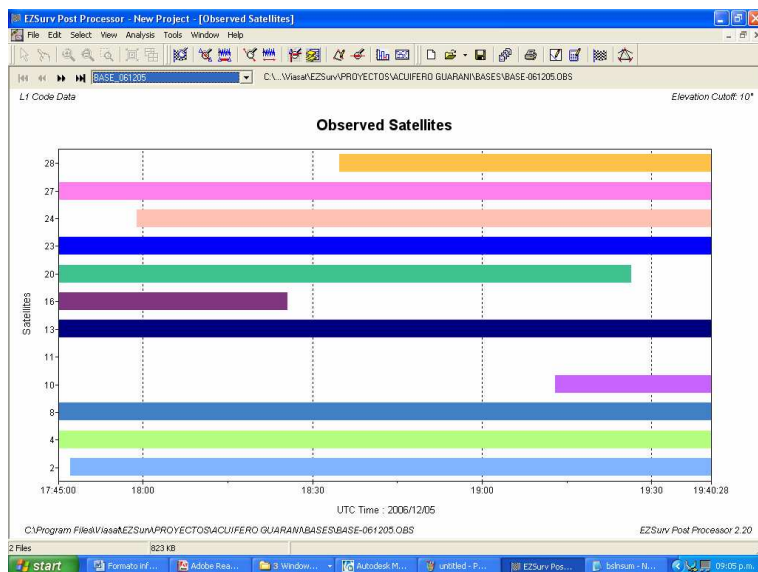 EZSurv Post Processor - New Project - [Observed Satellites]
File Edit Select View Analysis Tools Window Help
BASE_061205 C:\...\Viasat\EZSurv\PROYECTOS\ACUIFERO GUARANI\BASES\BASE-061205.OBS
L1 Code Data Elevation Cutoff: 10°
Observed Satellites
28
27
24
23
20
16
13
11
10
8
4
2
Satellites
17:45:00 18:00 18:30 19:00 19:30 19:40:28
UTC Time : 2006/12/05
C:\Program Files\Viasat\EZSurv\PROYECTOS\ACUIFERO GUARANI\BASES\BASE-061205.OBS EZSurv Post Processor 2.20
2 Files 823 KB
start Formato inf... Adobe Rea... 3 Window... Autodesk M... untitled - P... EZSurv Pos... bslnsum - N... 09:05 p.m.